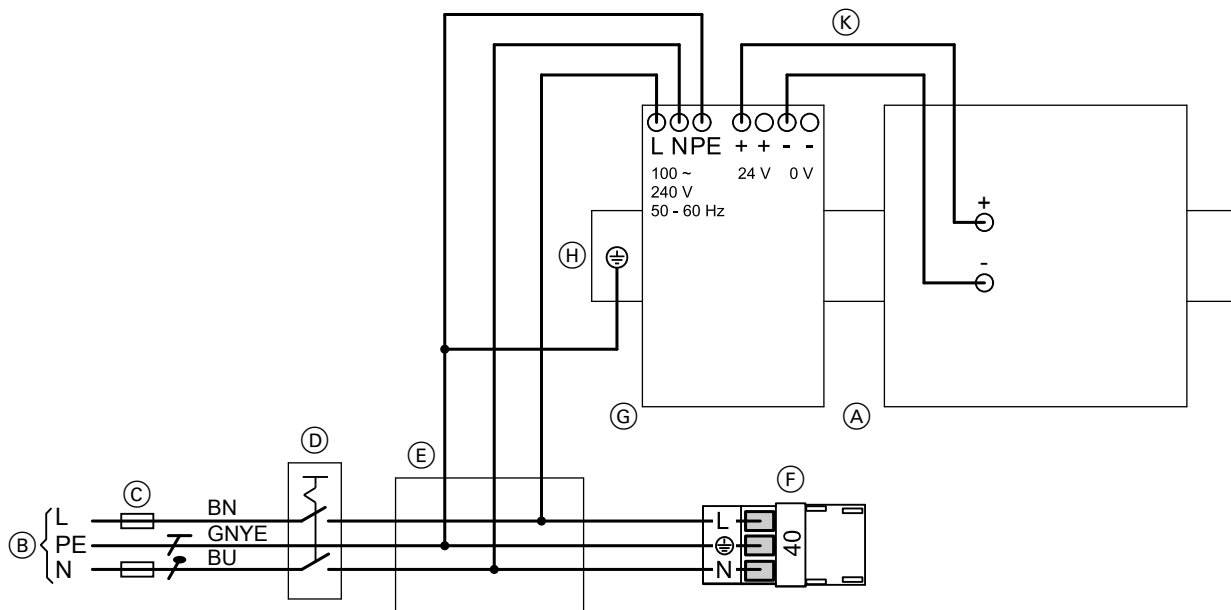 K
L N PE + + - -
100 ~ 24 V 0 V
240 V
50 - 60 Hz
+
H
-
G A
D
E
F
C
B L BN L
PE GNYE 40
N BU N